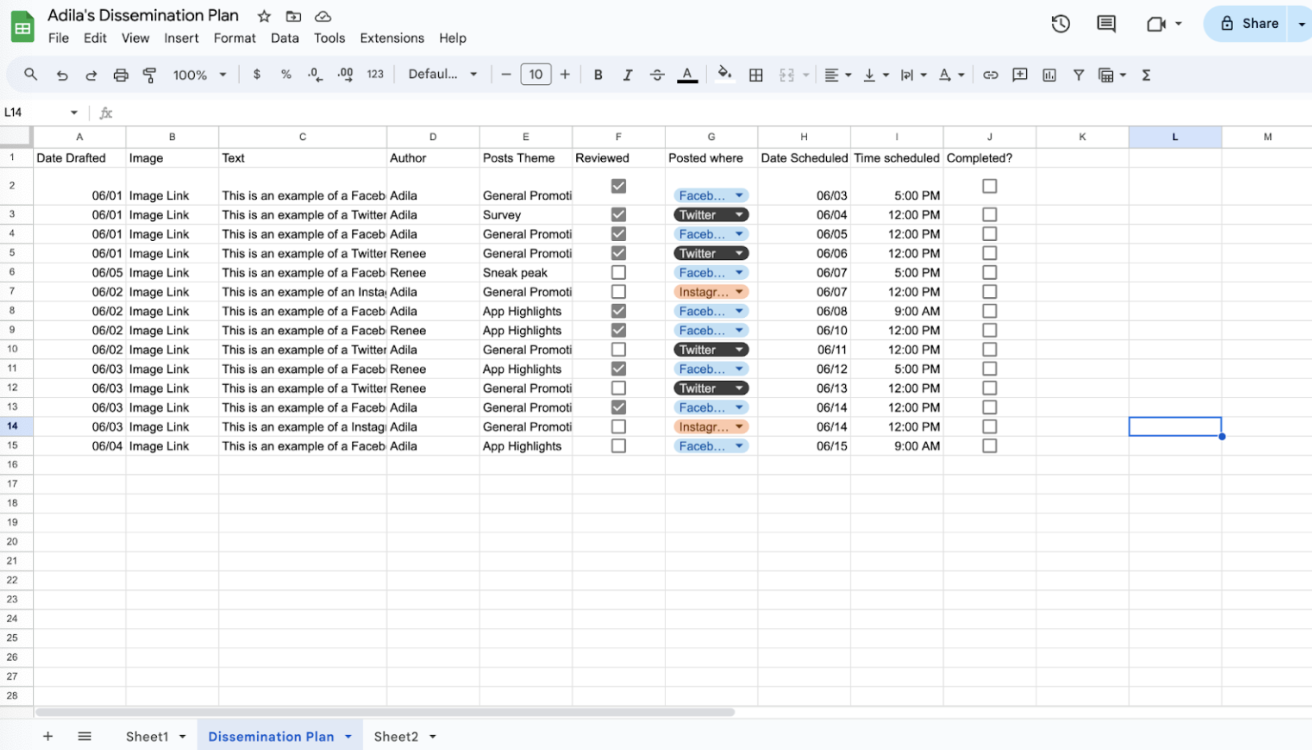 Adila's Dissemination Plan
File Edit View Insert Format Data Tools Extensions Help
Share
100% $ % .0 .00 123 Defaul... 10 B I A
L14 fx
A B C D E F G H I J K L M
1 Date Drafted Image Text Author Posts Theme Reviewed Posted where Date Scheduled Time scheduled Completed?
2 06/01 Image Link This is an example of a Faceb Adila General Promoti Faceb... 06/03 5:00 PM
3 06/01 Image Link This is an example of a Twitter Adila Survey Twitter 06/04 12:00 PM
4 06/01 Image Link This is an example of a Faceb Adila General Promoti Faceb... 06/05 12:00 PM
5 06/01 Image Link This is an example of a Twitter Renee General Promoti Twitter 06/06 12:00 PM
6 06/05 Image Link This is an example of a Faceb Renee Sneak peak Faceb... 06/07 5:00 PM
7 06/02 Image Link This is an example of an Insta Adila General Promoti Instagr... 06/07 12:00 PM
8 06/02 Image Link This is an example of a Faceb Adila App Highlights Faceb... 06/08 9:00 AM
9 06/02 Image Link This is an example of a Faceb Renee App Highlights Faceb... 06/10 12:00 PM
10 06/02 Image Link This is an example of a Twitter Adila General Promoti Twitter 06/11 12:00 PM
11 06/03 Image Link This is an example of a Faceb Renee App Highlights Faceb... 06/12 5:00 PM
12 06/03 Image Link This is an example of a Twitter Renee General Promoti Twitter 06/13 12:00 PM
13 06/03 Image Link This is an example of a Faceb Adila General Promoti Faceb... 06/14 12:00 PM
14 06/03 Image Link This is an example of a Instag Adila General Promoti Instagr... 06/14 12:00 PM
15 06/04 Image Link This is an example of a Faceb Adila App Highlights Faceb... 06/15 9:00 AM
16
17
18
19
20
21
22
23
24
25
26
27
28
Sheet1 Dissemination Plan Sheet2